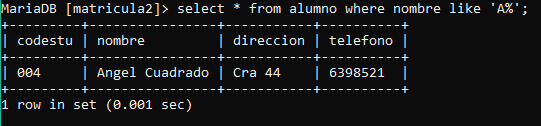 MariaDB [matricula2]> select * from alumno where nombre like 'A%';
+---------+----------------+-----------+----------+
| codestu | nombre         | direccion | telefono |
+---------+----------------+-----------+----------+
| 004     | Angel Cuadrado | Cra 44    | 6398521  |
+---------+----------------+-----------+----------+
1 row in set (0.001 sec)